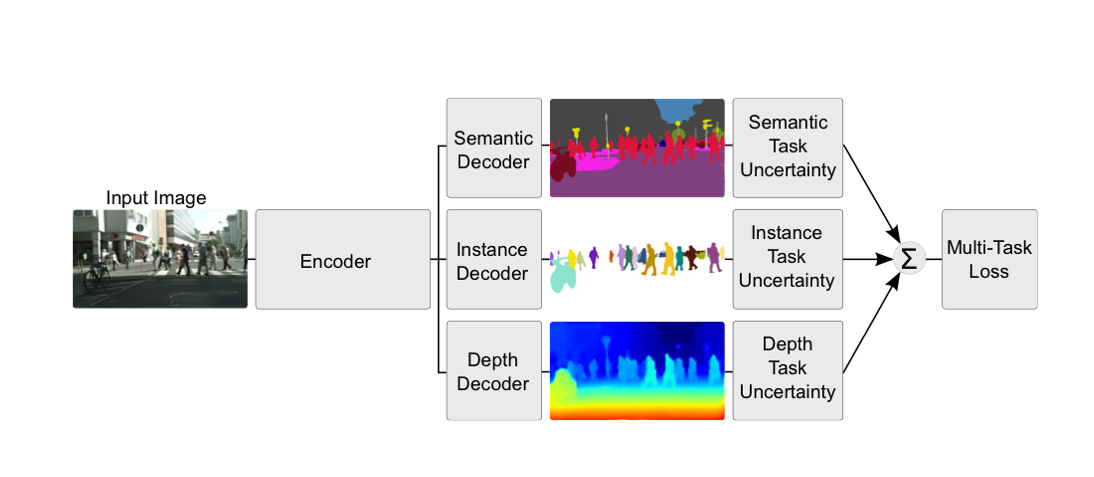 Input Image
Encoder
Semantic
Decoder
Instance
Decoder
Depth
Decoder
Semantic
Task
Uncertainty
Instance
Task
Uncertainty
Depth
Task
Uncertainty
Σ
Multi-Task
Loss